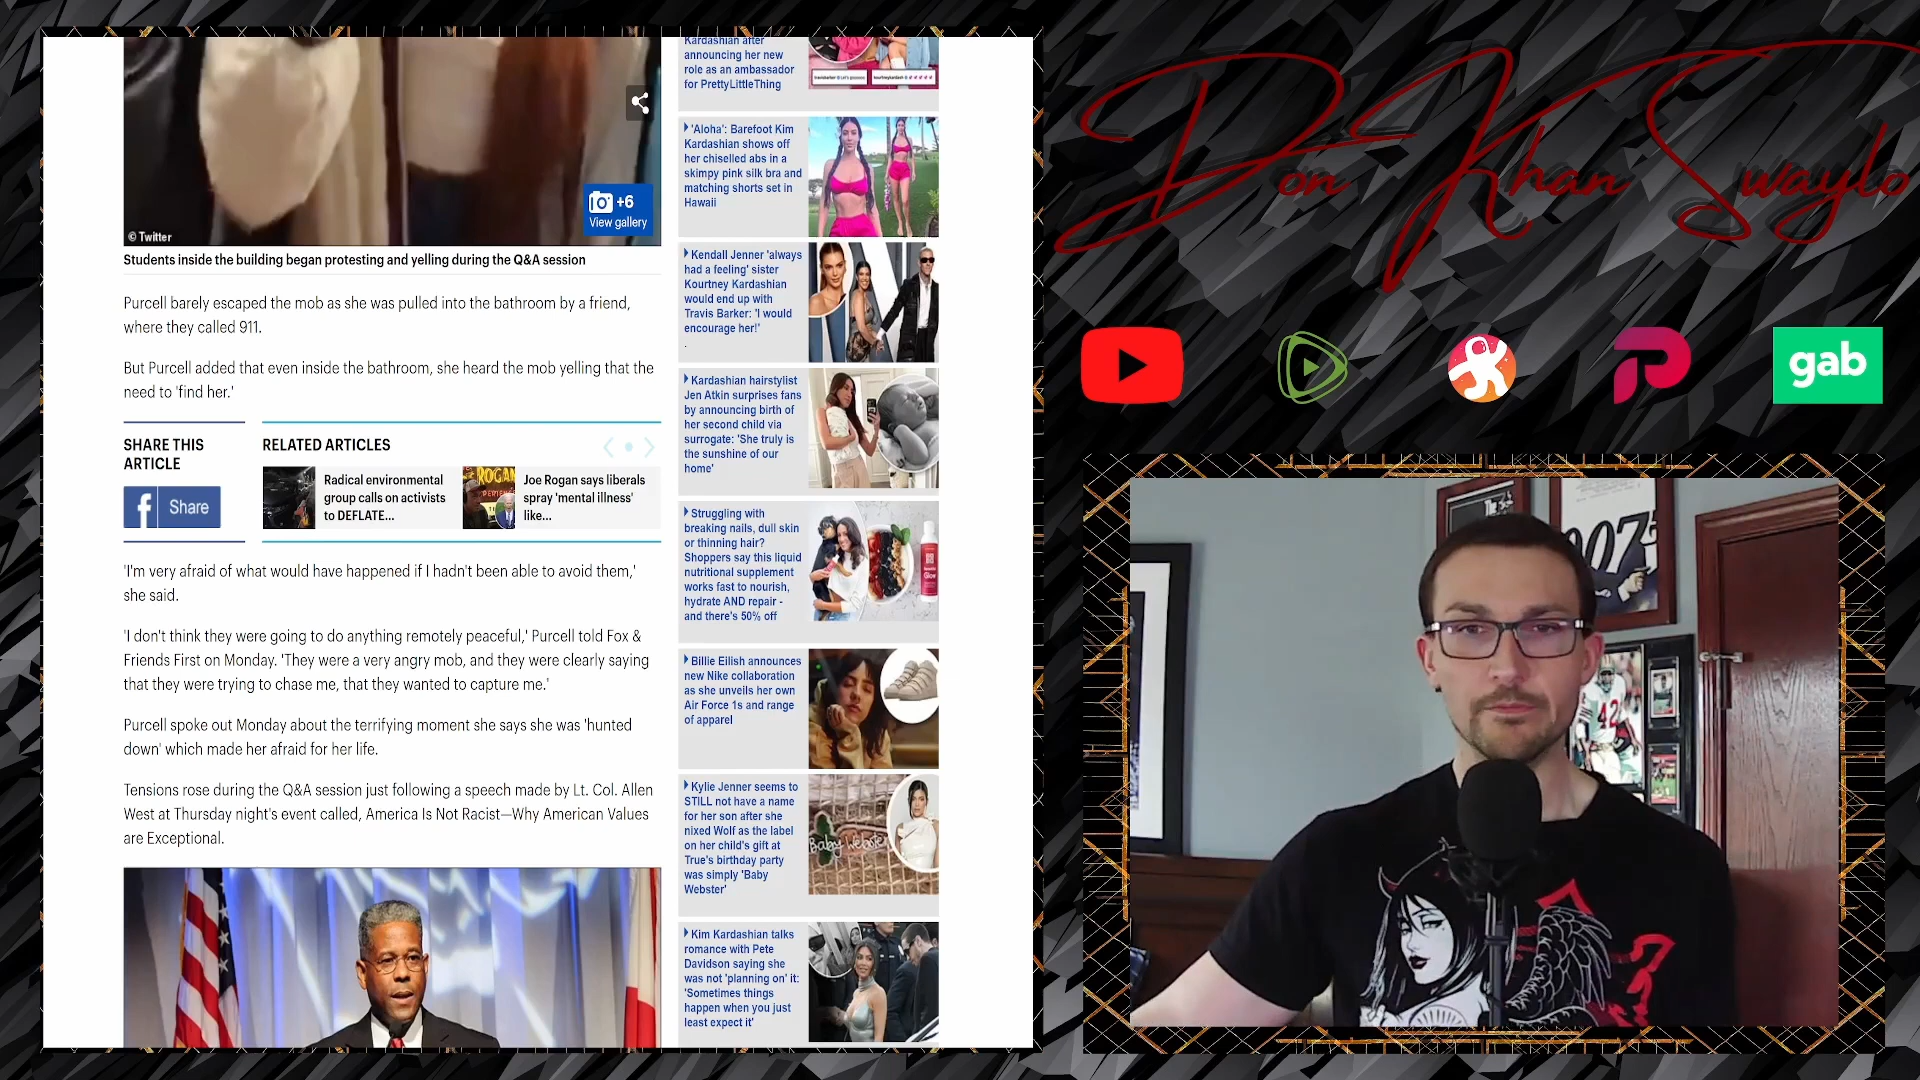 © Twitter
+6
View gallery
Students inside the building began protesting and yelling during the Q&A session
Purcell barely escaped the mob as she was pulled into the bathroom by a friend,
where they called 911.
But Purcell added that even inside the bathroom, she heard the mob yelling that the
need to 'find her.'
SHARE THIS
ARTICLE
Share
RELATED ARTICLES
Radical environmental
group calls on activists
to DEFLATE...
Joe Rogan says liberals
spray 'mental illness'
like...
'I'm very afraid of what would have happened if I hadn't been able to avoid them,'
she said.
'I don't think they were going to do anything remotely peaceful,' Purcell told Fox &
Friends First on Monday. 'They were a very angry mob, and they were clearly saying
that they were trying to chase me, that they wanted to capture me.'
Purcell spoke out Monday about the terrifying moment she says she was 'hunted
down' which made her afraid for her life.
Tensions rose during the Q&A session just following a speech made by Lt. Col. Allen
West at Thursday night's event called, America Is Not Racist—Why American Values
are Exceptional.
Kardashian after
announcing her new
role as an ambassador
for PrettyLittleThing
'Aloha': Barefoot Kim
Kardashian shows off
her chiselled abs in a
skimpy pink silk bra and
matching shorts set in
Hawaii
Kendall Jenner 'always
had a feeling' sister
Kourtney Kardashian
would end up with
Travis Barker: 'I would
encourage her!'
.
Kardashian hairstylist
Jen Atkin surprises fans
by announcing birth of
her second child via
surrogate: 'She truly is
the sunshine of our
home'
Struggling with
breaking nails, dull skin
or thinning hair?
Shoppers say this liquid
nutritional supplement
works fast to nourish,
hydrate AND repair -
and there's 50% off
Glow
Billie Eilish announces
new Nike collaboration
as she unveils her own
Air Force 1s and range
of apparel
Kylie Jenner seems to
STILL not have a name
for her son after she
nixed Wolf as the label
on her child's gift at
True's birthday party
was simply 'Baby
Webster'
Baby Webster
Kim Kardashian talks
romance with Pete
Davidson saying she
was not 'planning on' it:
'Sometimes things
happen when you just
least expect it'
Don Khan Swaylo
gab
007
42